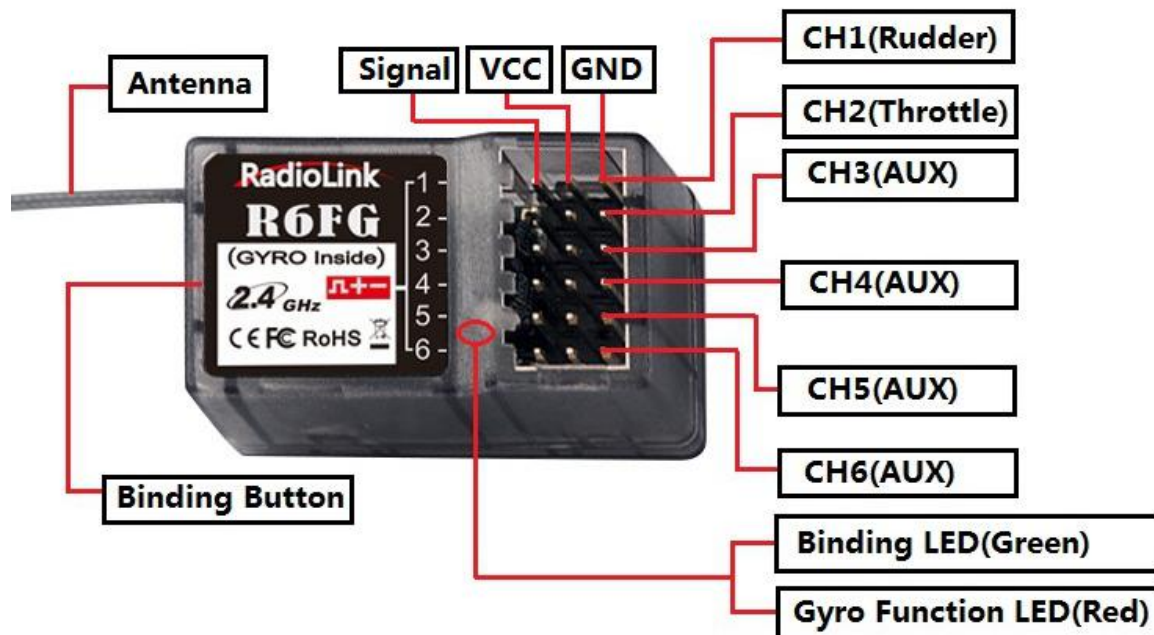 Antenna
Signal
VCC
GND
CH1(Rudder)
CH2(Throttle)
CH3(AUX)
CH4(AUX)
CH5(AUX)
CH6(AUX)
RadioLink
R6FG
(GYRO Inside)
2.4 GHz
+ −
CE FC RoHS
1
2
3
4
5
6
Binding Button
Binding LED(Green)
Gyro Function LED(Red)